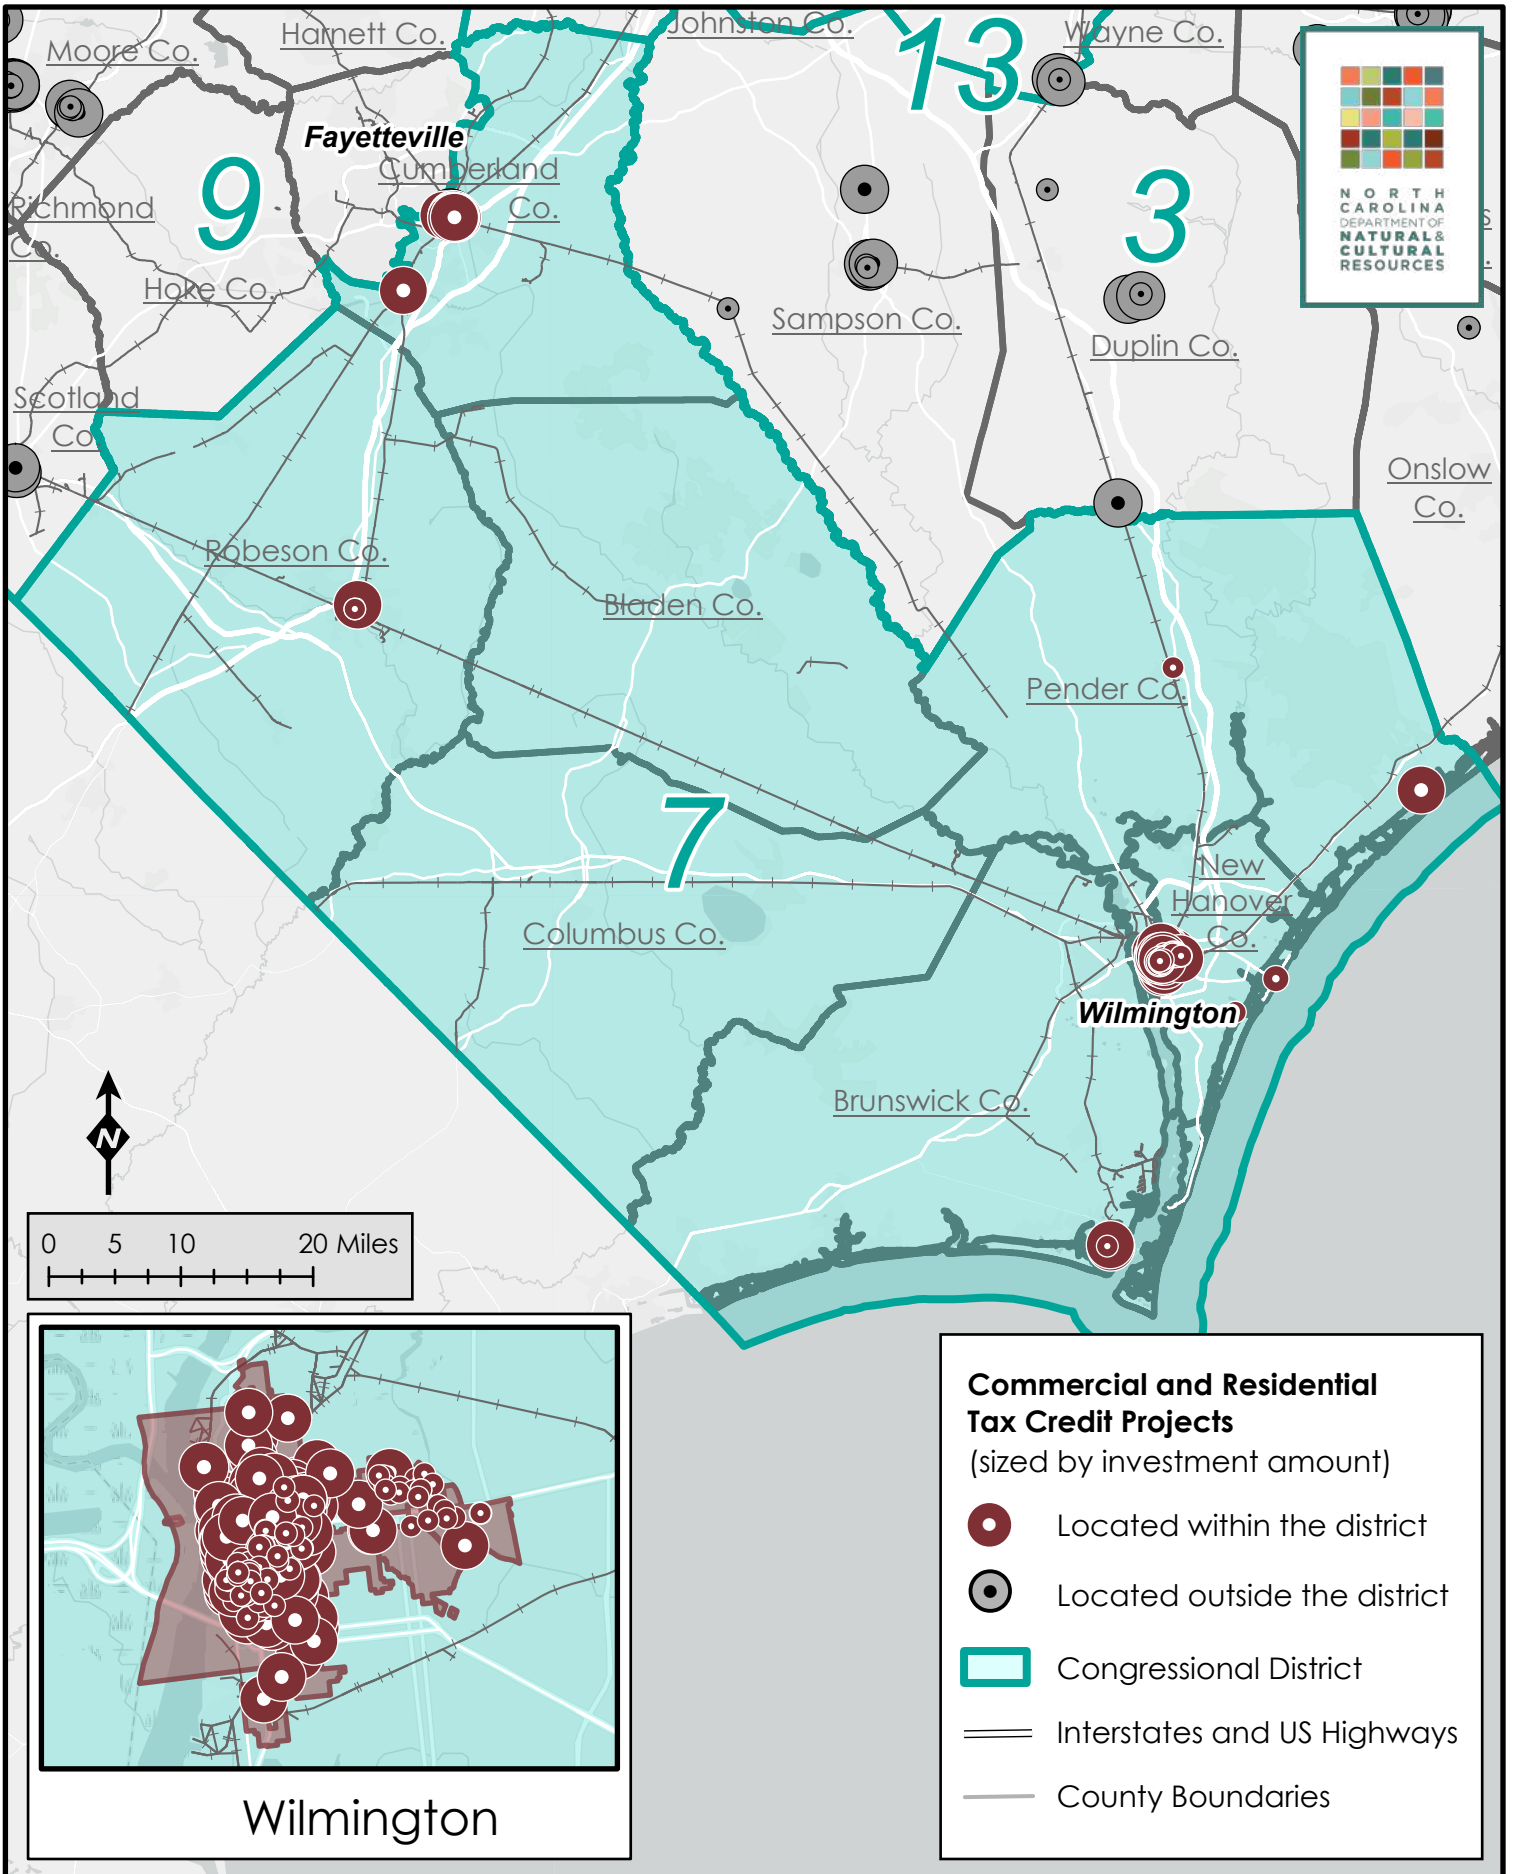 Moore Co.
Harnett Co.
Johnston Co.
13
Wayne Co.
Fayetteville
Cumberland
Co.
9
Richmond
Co.
3
NORTH
CAROLINA
DEPARTMENT OF
NATURAL &
CULTURAL
RESOURCES
s
.
Hoke Co.
Sampson Co.
Duplin Co.
Scotland
Co.
Onslow
Co.
Robeson Co.
Bladen Co.
Pender Co.
7
New
Hanover
Co.
Columbus Co.
Wilmington
Brunswick Co.
N
0 5 10 20 Miles
Wilmington
Commercial and Residential
Tax Credit Projects
(sized by investment amount)
Located within the district
Located outside the district
Congressional District
Interstates and US Highways
County Boundaries